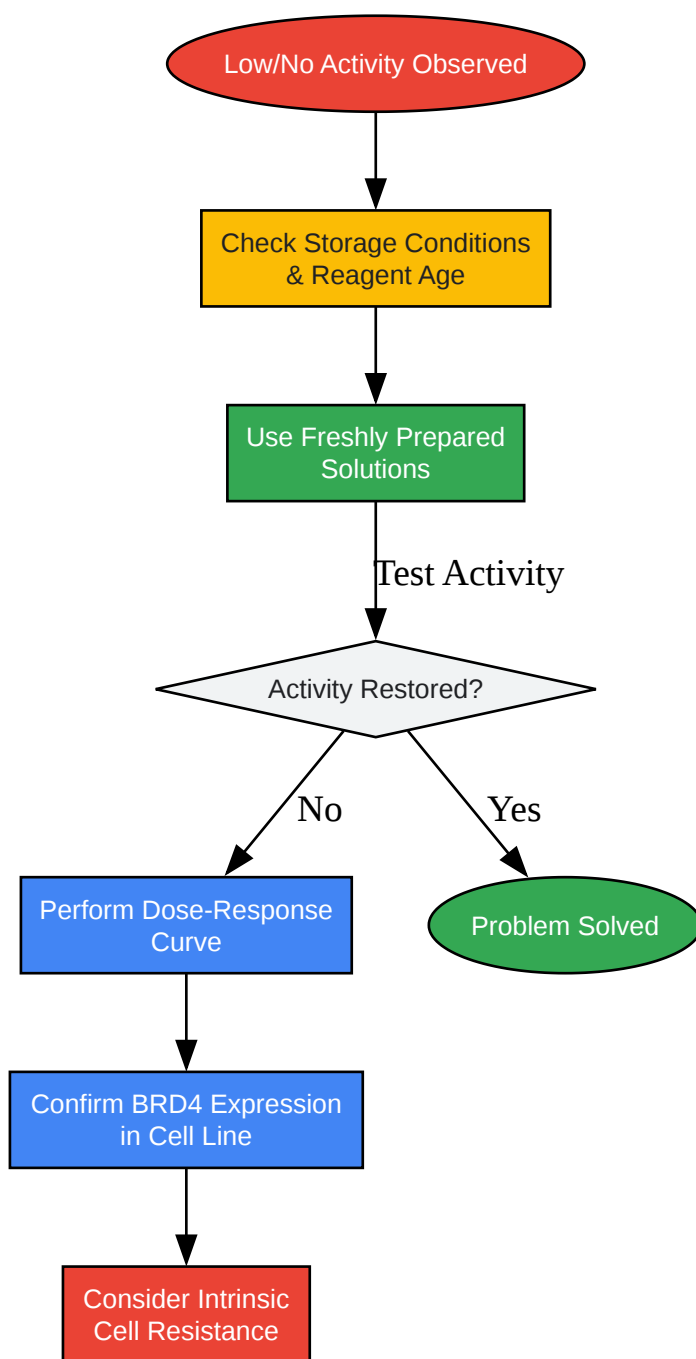 Low/No Activity Observed
Check Storage Conditions
& Reagent Age
Use Freshly Prepared
Solutions
Test Activity
Activity Restored?
No
Yes
Perform Dose-Response
Curve
Problem Solved
Confirm BRD4 Expression
in Cell Line
Consider Intrinsic
Cell Resistance